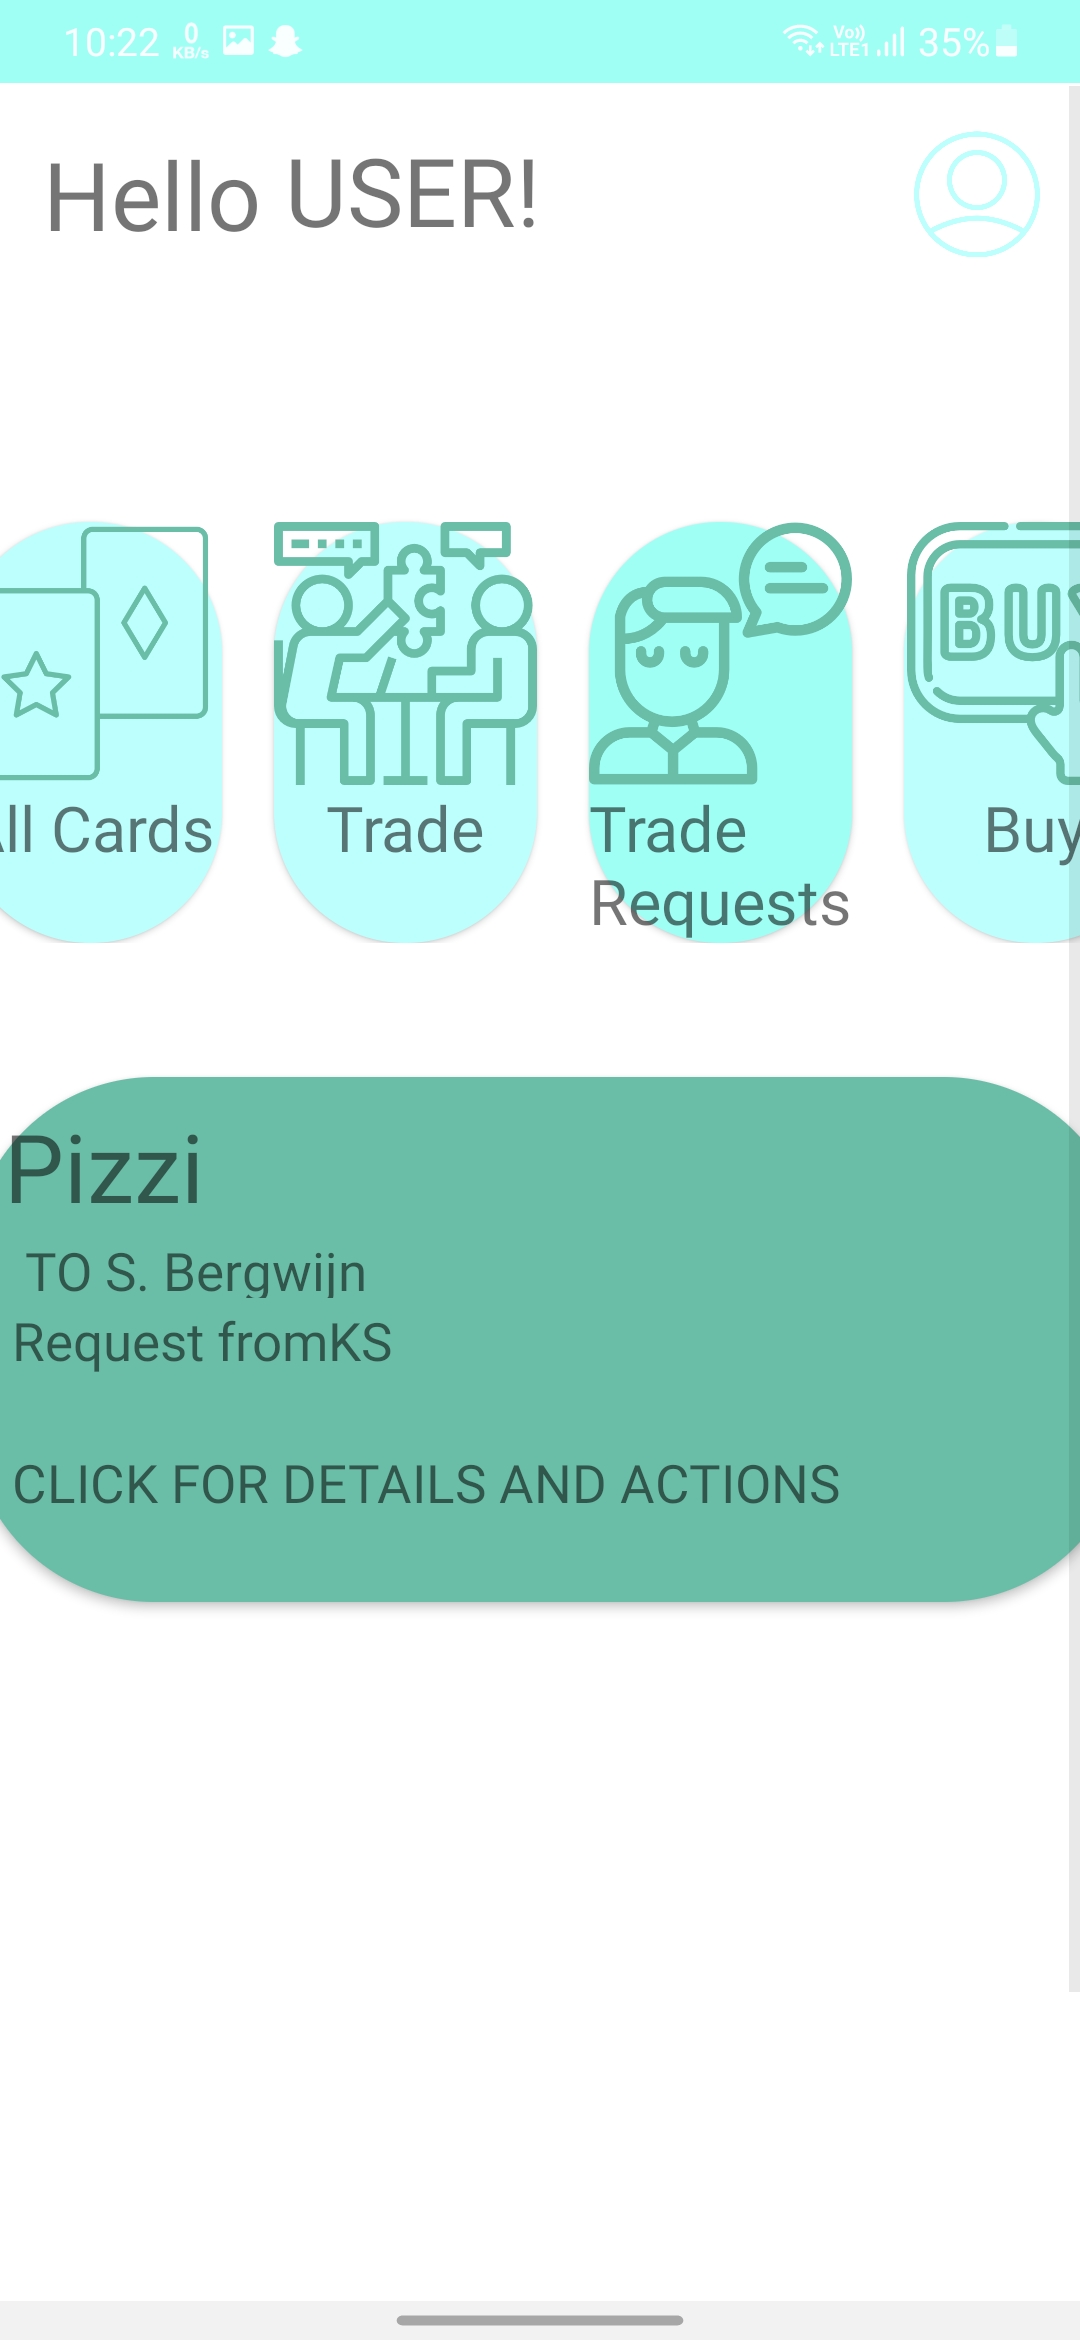 10:22 0 KB/s Vo)) LTE1 35%
Hello USER!
BUY
ll Cards
Trade
Trade
Requests
Buy
Pizzi
TO S. Bergwijn
Request fromKS
CLICK FOR DETAILS AND ACTIONS